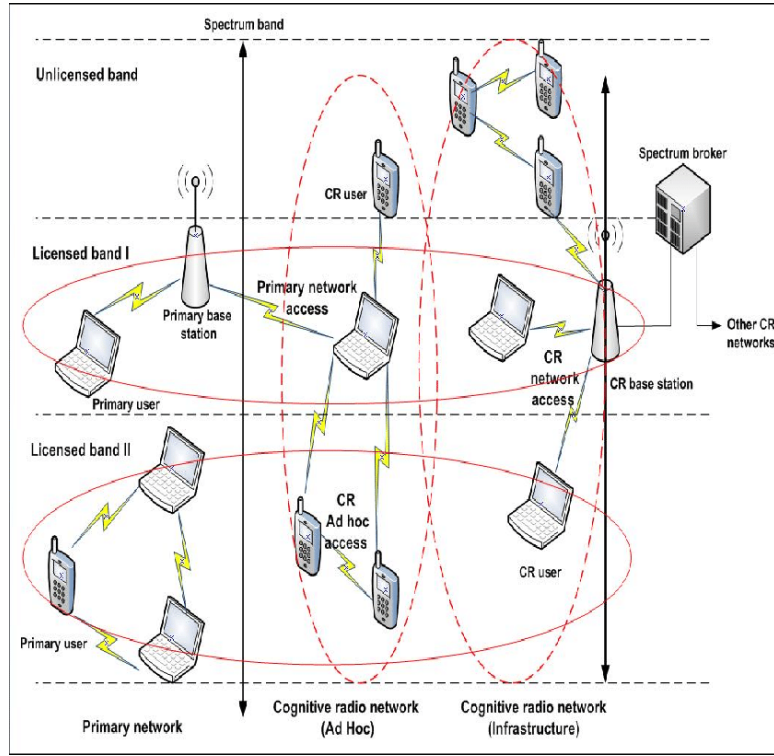 Spectrum band
Unlicensed band
Spectrum broker
CR user
Licensed band I
Primary network
access
Primary base
station
Other CR
networks
CR
network
access
CR base station
Primary user
Licensed band II
CR
Ad hoc
access
CR user
Primary user
Primary network
Cognitive radio network
(Ad Hoc)
Cognitive radio network
(Infrastructure)